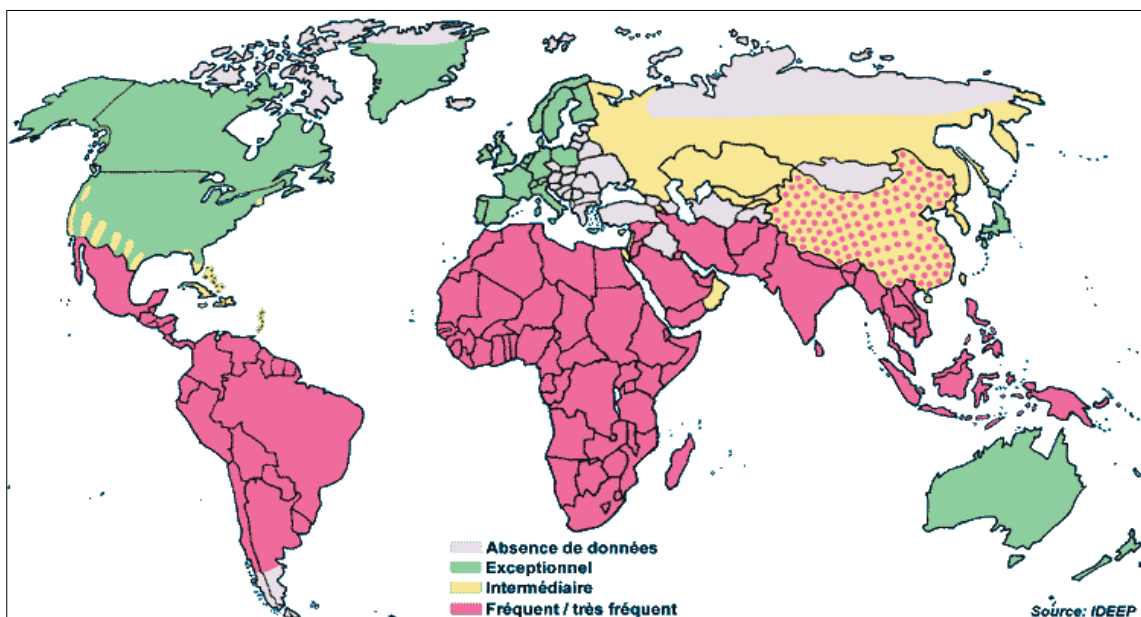 Absence de données
Exceptionnel
Intermédiaire
Fréquent / très fréquent
Source: IDEEP